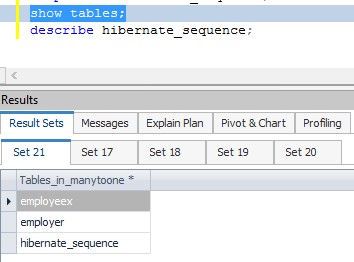 show tables;
describe hibernate_sequence;
Results
Result Sets Messages Explain Plan Pivot & Chart Profiling
Set 21 Set 17 Set 18 Set 19 Set 20
Tables_in_manytoone *
employeex
employer
hibernate_sequence